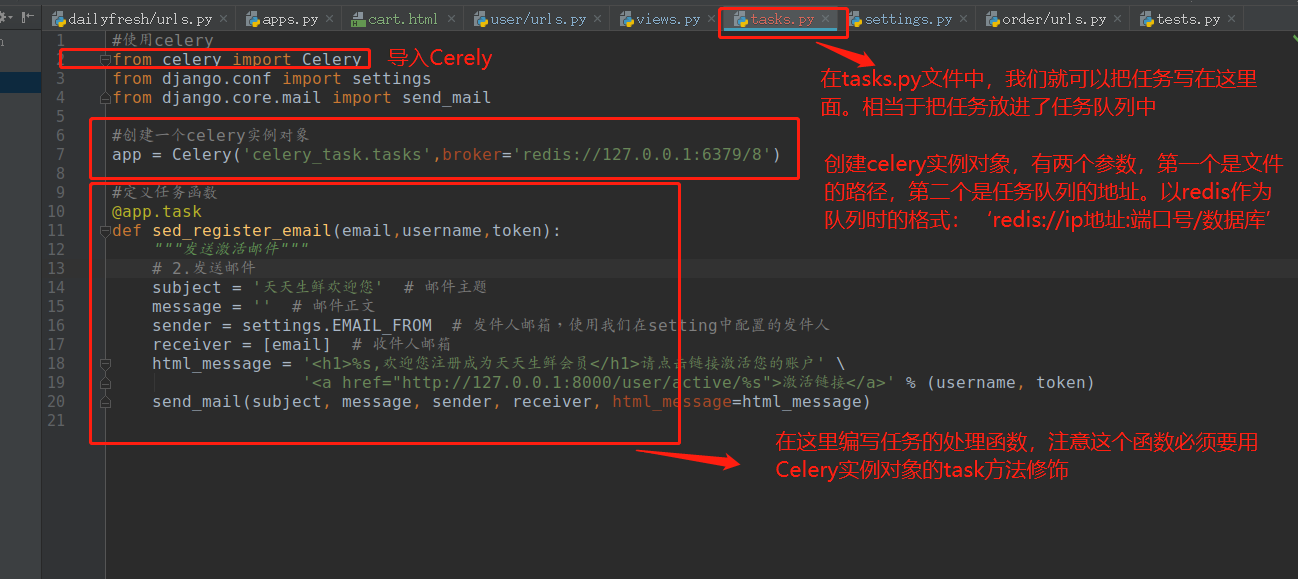 dailyfresh/urls.py × apps.py × cart.html × user/urls.py × views.py × tasks.py × settings.py × order/urls.py × tests.py ×
1 #使用celery
2 from celery import Celery 导入Cerely
3 from django.conf import settings
4 from django.core.mail import send_mail
在tasks.py文件中，我们就可以把任务写在这里
面。相当于把任务放进了任务队列中
5
6 #创建一个celery实例对象
7 app = Celery('celery_task.tasks',broker='redis://127.0.0.1:6379/8')
8
创建celery实例对象，有两个参数，第一个是文件
的路径，第二个是任务队列的地址。以redis作为
队列时的格式：‘redis://ip地址:端口号/数据库’
9 #定义任务函数
10 @app.task
11 def sed_register_email(email,username,token):
12 """发送激活邮件"""
13 # 2.发送邮件
14 subject = '天天生鲜欢迎您' # 邮件主题
15 message = '' # 邮件正文
16 sender = settings.EMAIL_FROM # 发件人邮箱，使用我们在setting中配置的发件人
17 receiver = [email] # 收件人邮箱
18 html_message = '<h1>%s,欢迎您注册成为天天生鲜会员</h1>请点击链接激活您的账户' \
19 '<a href="http://127.0.0.1:8000/user/active/%s">激活链接</a>' % (username, token)
20 send_mail(subject, message, sender, receiver, html_message=html_message)
21
在这里编写任务的处理函数，注意这个函数必须要用
Celery实例对象的task方法修饰